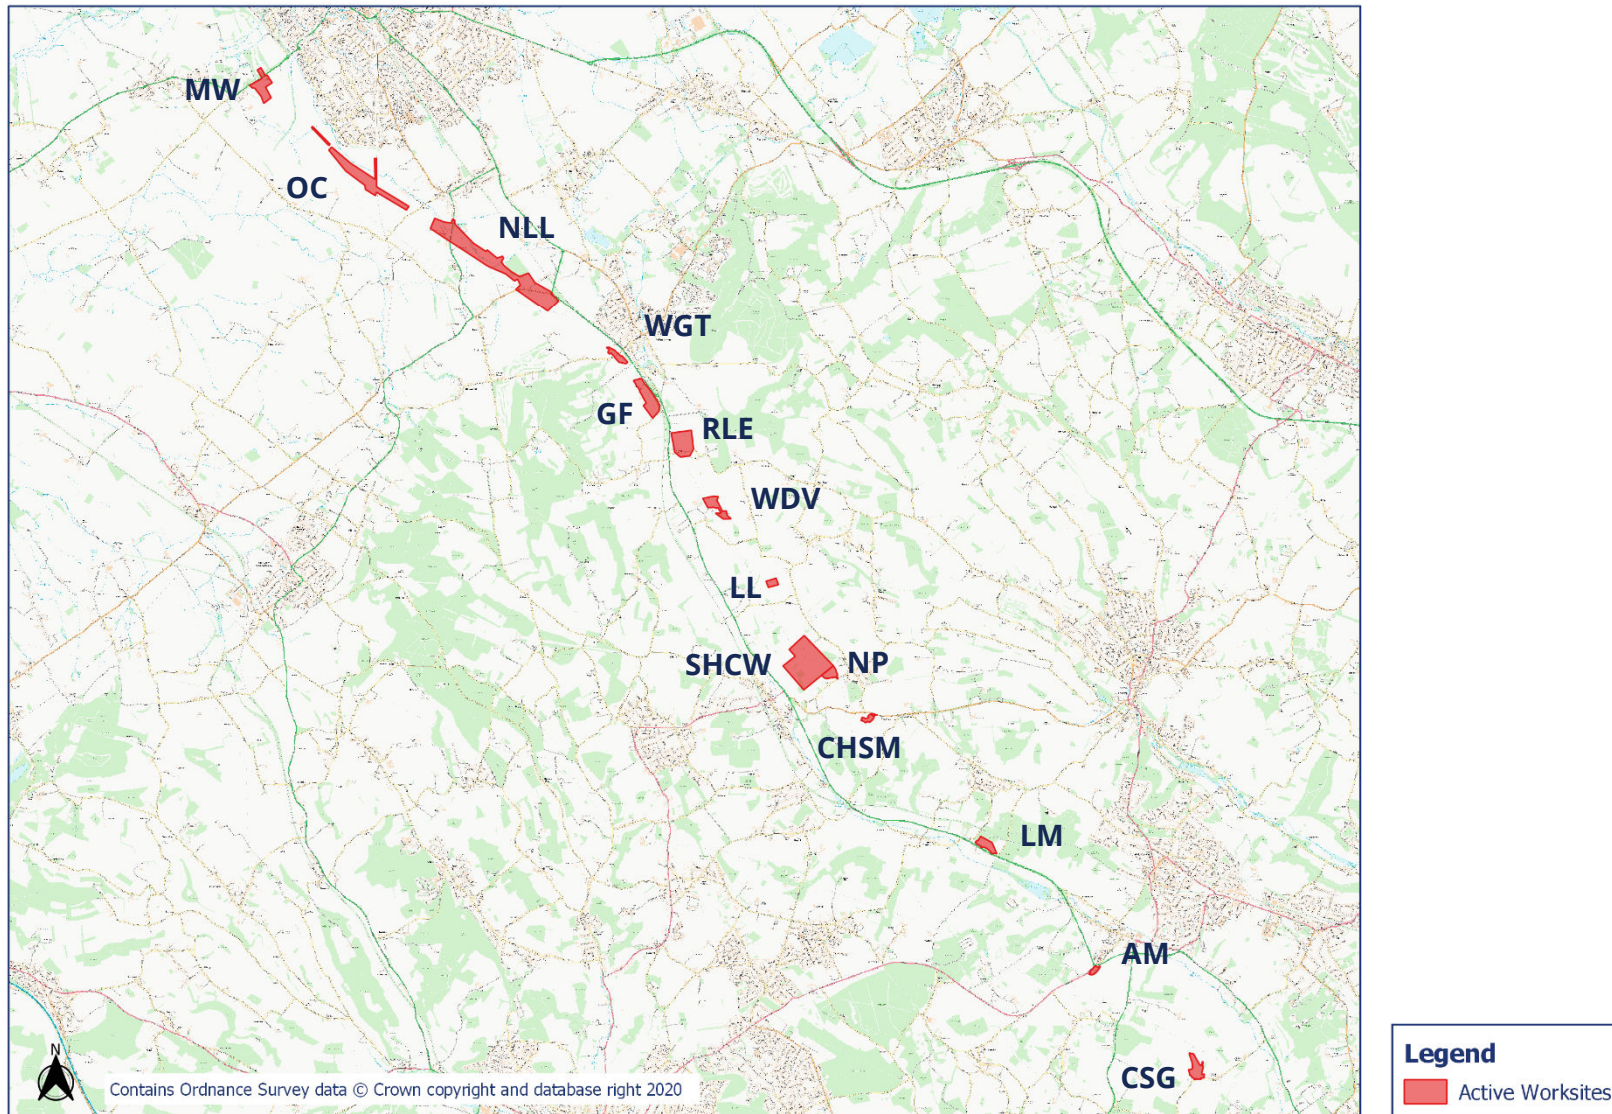 MW
OC
NLL
WGT
GF
RLE
WDV
LL
SHCW
NP
CHSM
LM
AM
CSG
N
Contains Ordnance Survey data © Crown copyright and database right 2020
Legend
Active Worksites